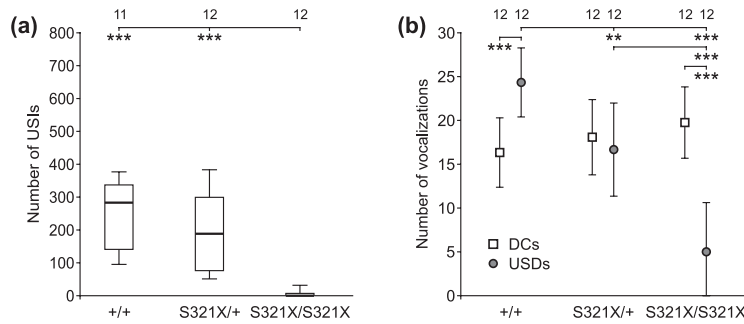 (a)
11 12 12
*** ***
800
700
600
500
400
300
200
100
0
Number of USIs
+/+ S321X/+ S321X/S321X
(b)
12 12 12 12 12 12
*** ** ***
***
***
30
25
20
15
10
5
0
Number of vocalizations
DCs
USDs
+/+ S321X/+ S321X/S321X